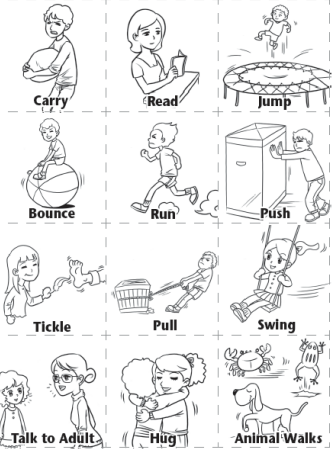 Carry
Read
Jump
Bounce
Run
Push
Tickle
Pull
Swing
Talk to Adult
Hug
Animal Walks